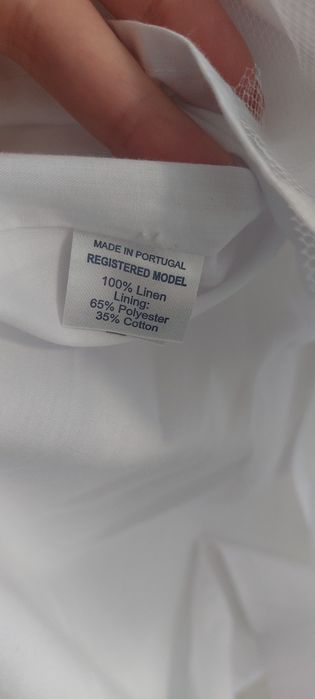 MADE IN PORTUGAL
REGISTERED MODEL
100% Linen
Lining:
65% Polyester
35% Cotton